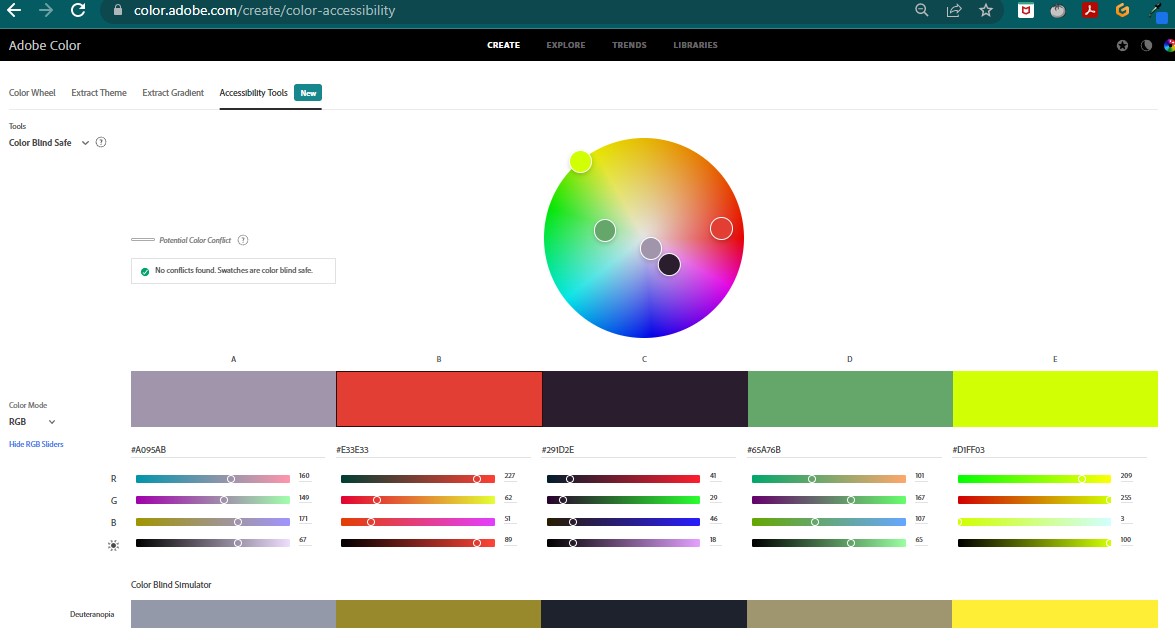 color.adobe.com/create/color-accessibility
Adobe Color
CREATE EXPLORE TRENDS LIBRARIES
Color Wheel Extract Theme Extract Gradient Accessibility Tools New
Tools
Color Blind Safe
Potential Color Conflict
No conflicts found. Swatches are color blind safe.
A B C D E
Color Mode
RGB
Hide RGB Sliders
#A095AB #E33E33 #291D2E #65A76B #D1FF03
R 160 227 41 101 209
G 149 62 29 167 255
B 171 51 46 107 3
67 89 18 65 100
Color Blind Simulator
Deuteranopia